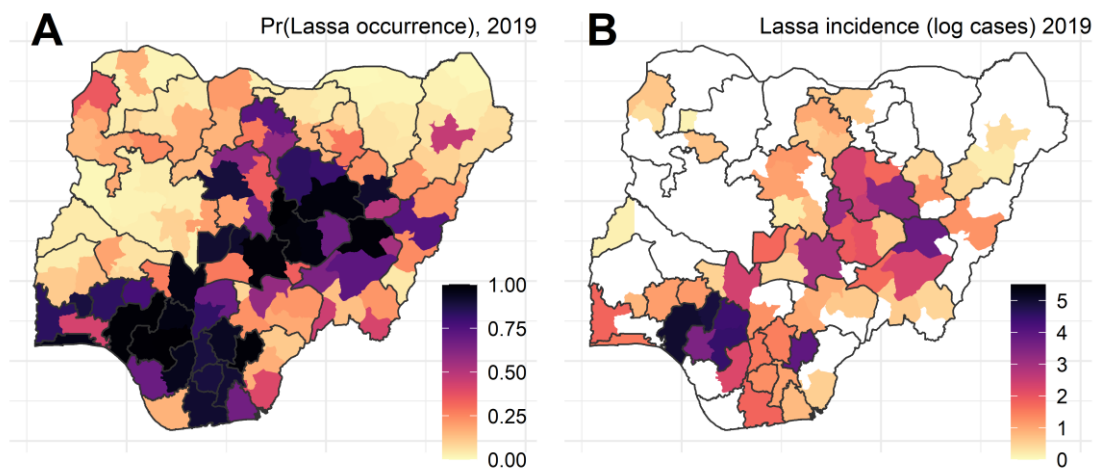 A
Pr(Lassa occurrence), 2019
1.00
0.75
0.50
0.25
0.00
B
Lassa incidence (log cases) 2019
5
4
3
2
1
0